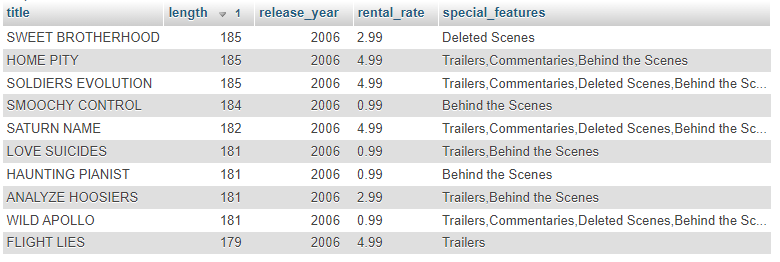 title length 1 release_year rental_rate special_features
SWEET BROTHERHOOD 185 2006 2.99 Deleted Scenes
HOME PITY 185 2006 4.99 Trailers,Commentaries,Behind the Scenes
SOLDIERS EVOLUTION 185 2006 4.99 Trailers,Commentaries,Deleted Scenes,Behind the Sc...
SMOOCHY CONTROL 184 2006 0.99 Behind the Scenes
SATURN NAME 182 2006 4.99 Trailers,Commentaries,Deleted Scenes,Behind the Sc...
LOVE SUICIDES 181 2006 0.99 Trailers,Behind the Scenes
HAUNTING PIANIST 181 2006 0.99 Behind the Scenes
ANALYZE HOOSIERS 181 2006 2.99 Trailers,Behind the Scenes
WILD APOLLO 181 2006 0.99 Trailers,Commentaries,Deleted Scenes,Behind the Sc...
FLIGHT LIES 179 2006 4.99 Trailers